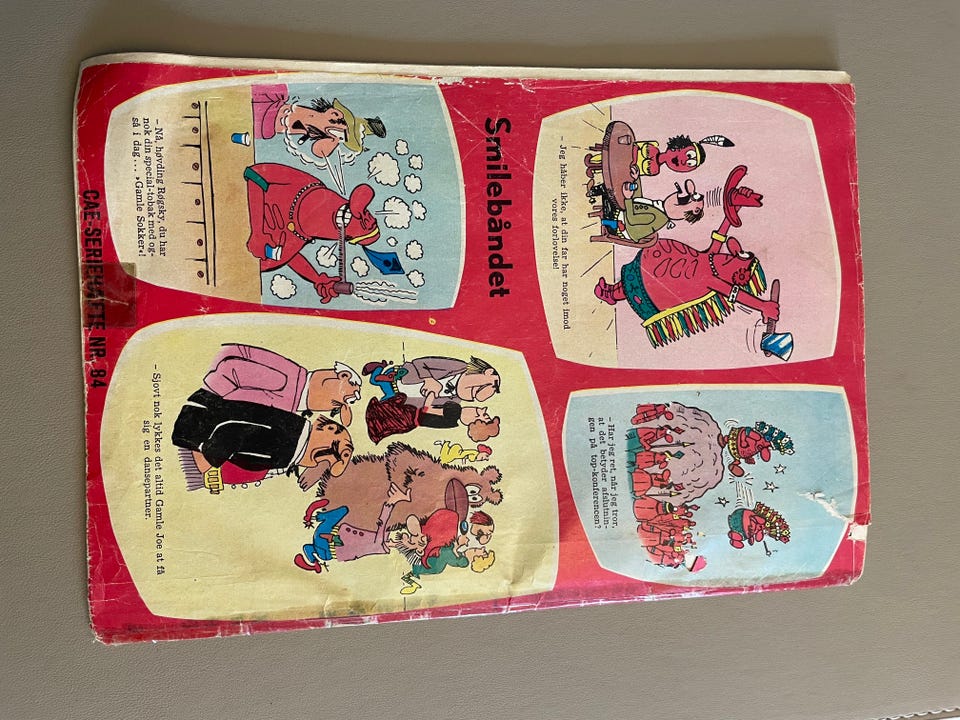 – Jeg håber ikke, at din far har noget imod
vores forlovelse!
– Har jeg ret, når jeg tror,
at det betyder afslutnin-
gen på top-konferencen?
Smilebåndet
– Nå, høvding Røgsky, du har
nok din special-tobak med og-
så i dag... »Gamle Sokker«!
– Sjovt nok lykkes det altid Gamle Joe at få
sig en dansepartner.
CAE-SERIEHÆFTE NR. 84